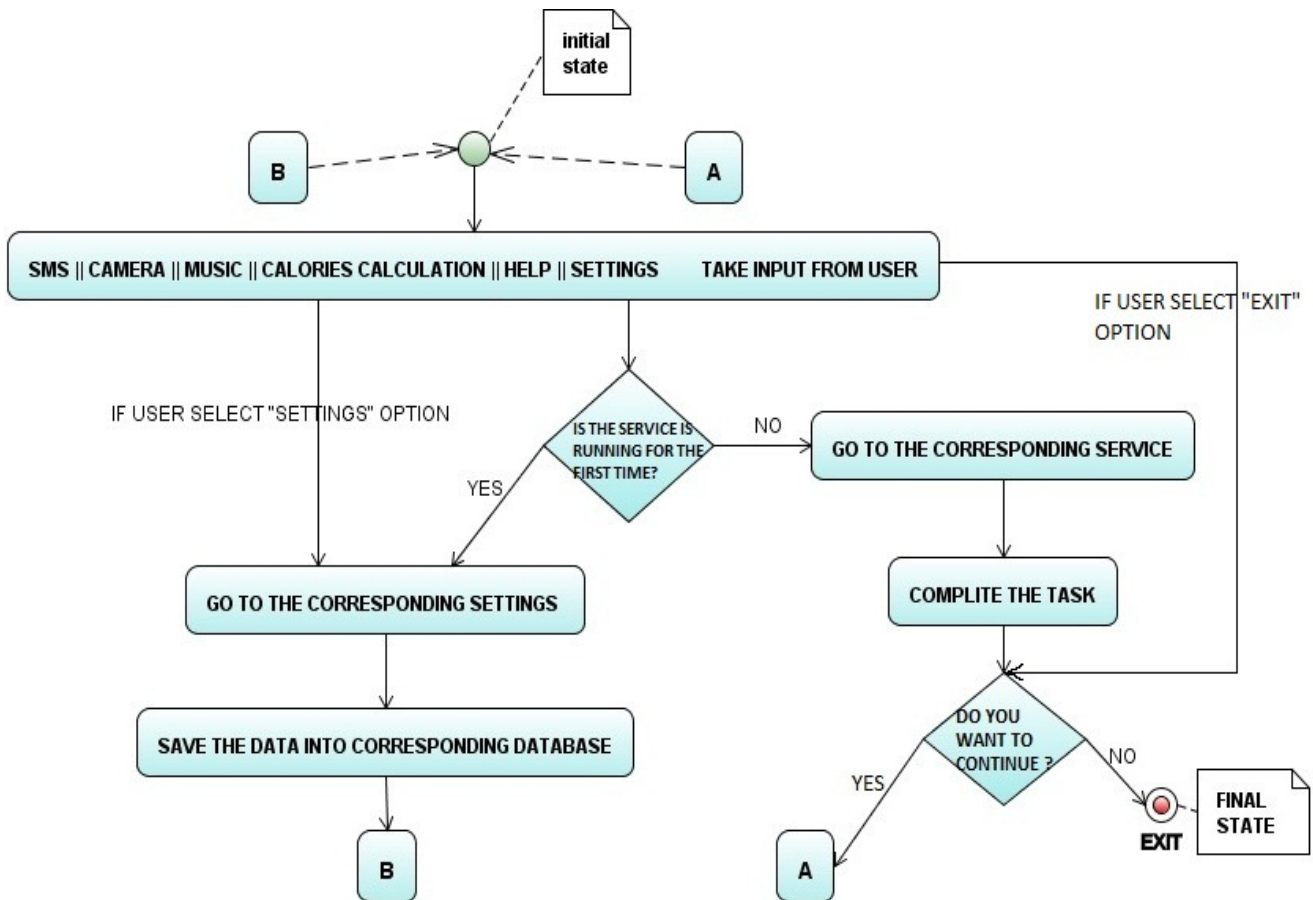 initial
state
B
A
SMS || CAMERA || MUSIC || CALORIES CALCULATION || HELP || SETTINGS TAKE INPUT FROM USER
IF USER SELECT "EXIT"
OPTION
IF USER SELECT "SETTINGS" OPTION
IS THE SERVICE IS
RUNNING FOR THE
FIRST TIME?
NO
GO TO THE CORRESPONDING SERVICE
YES
GO TO THE CORRESPONDING SETTINGS
COMPLITE THE TASK
SAVE THE DATA INTO CORRESPONDING DATABASE
DO YOU
WANT TO
CONTINUE ?
YES
NO
FINAL
STATE
EXIT
B
A